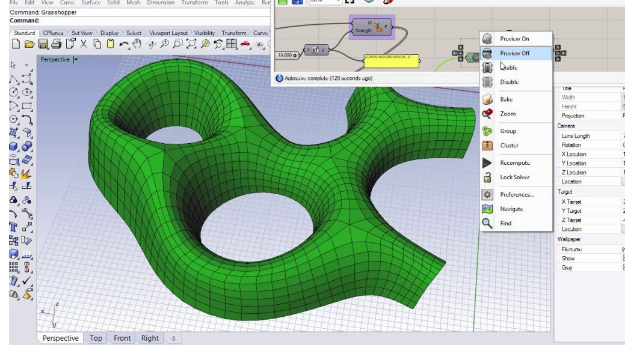 File Edit View Curve Surface Solid Mesh Dimension Transform Tools Analyze
Command: Grasshopper
Command:
Standard CPlanes Set View Display Select Viewport Layout Visibility Transform Curve
Perspective
Strength
Autosave complete (120 seconds ago)
Preview On
Preview Off
Enable
Disable
Bake
Zoom
Group
Cluster
Recompute
Lock Solver
Preferences...
Navigate
Find
Title
Width
Height
Projection
Camera
Lens Length
Rotation
X Location
Y Location
Z Location
Location
Target
X Target
Y Target
Z Target
Location
Wallpaper
Filename
Show
Gray
z
x
y
Perspective Top Front Right